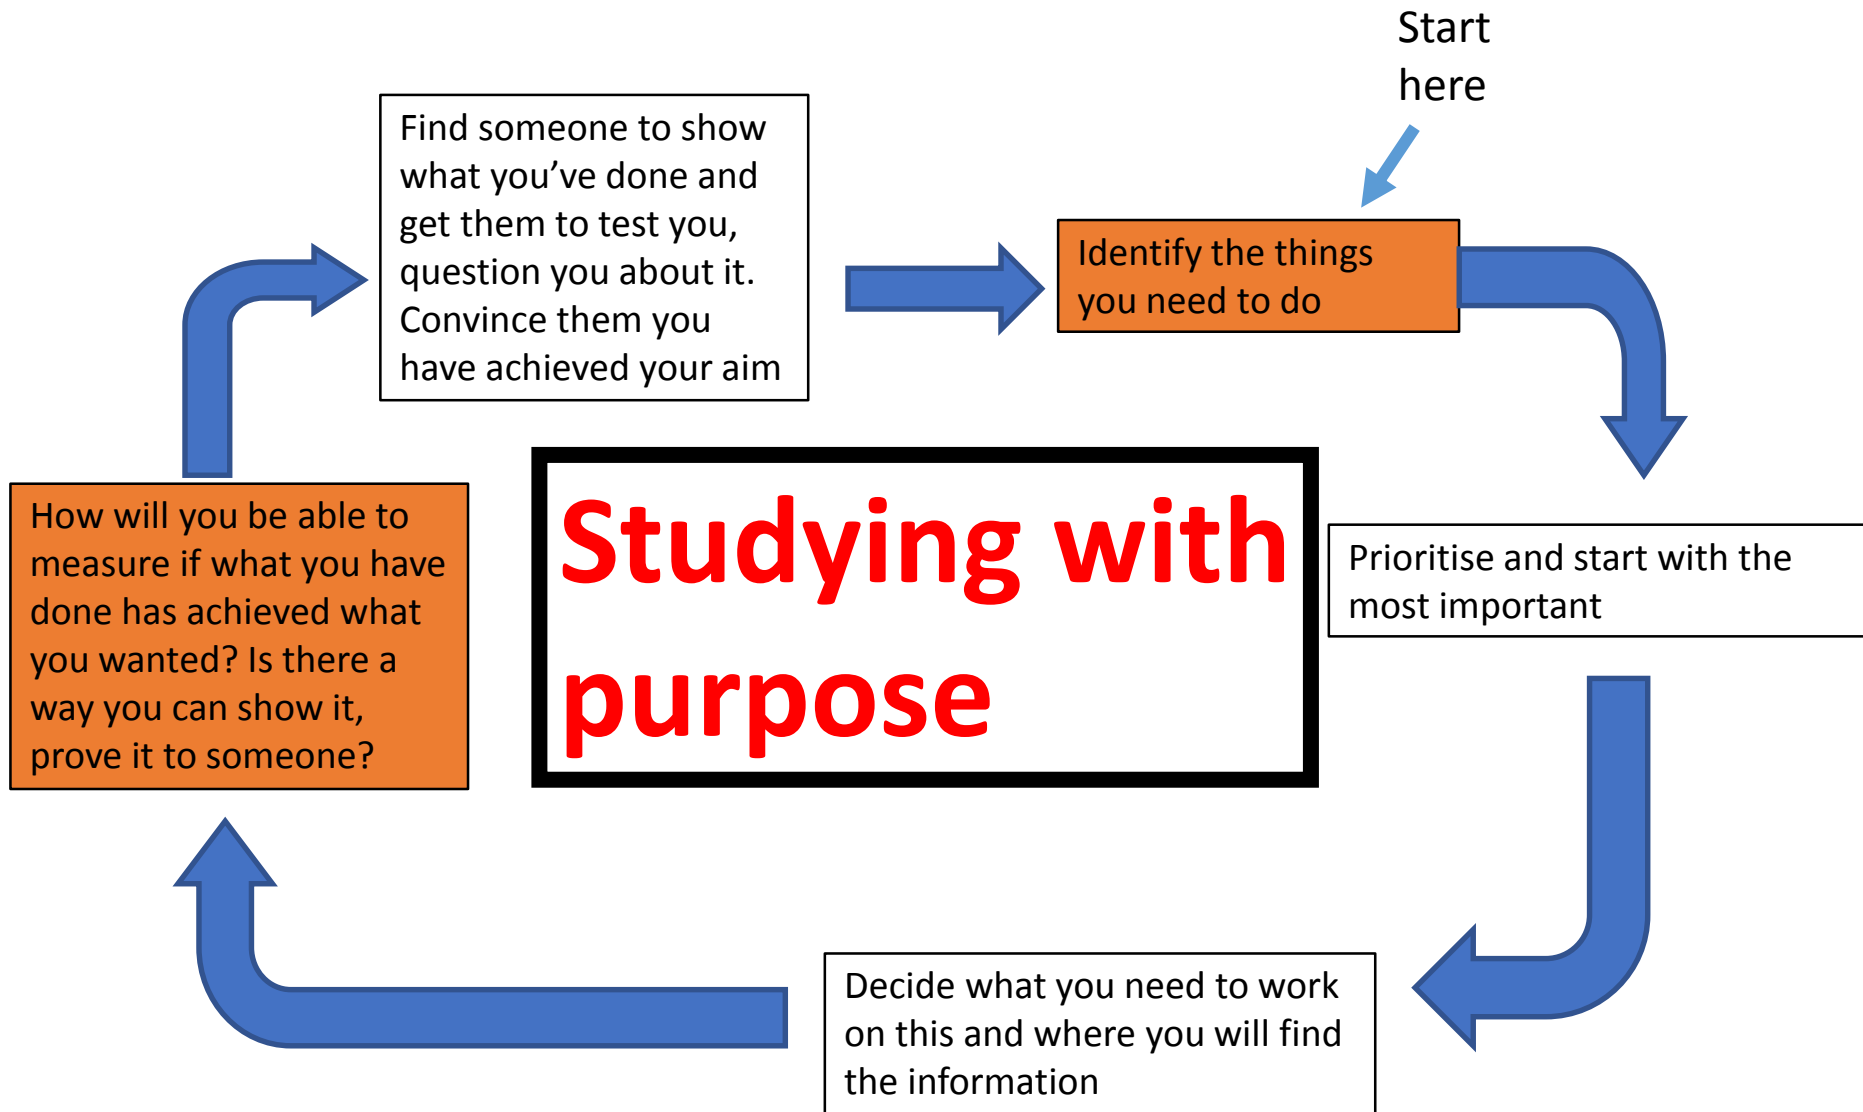 Start
here
Identify the things
you need to do
Prioritise and start with the
most important
Decide what you need to work
on this and where you will find
the information
How will you be able to
measure if what you have
done has achieved what
you wanted? Is there a
way you can show it,
prove it to someone?
Find someone to show
what you’ve done and
get them to test you,
question you about it.
Convince them you
have achieved your aim
Studying with
purpose